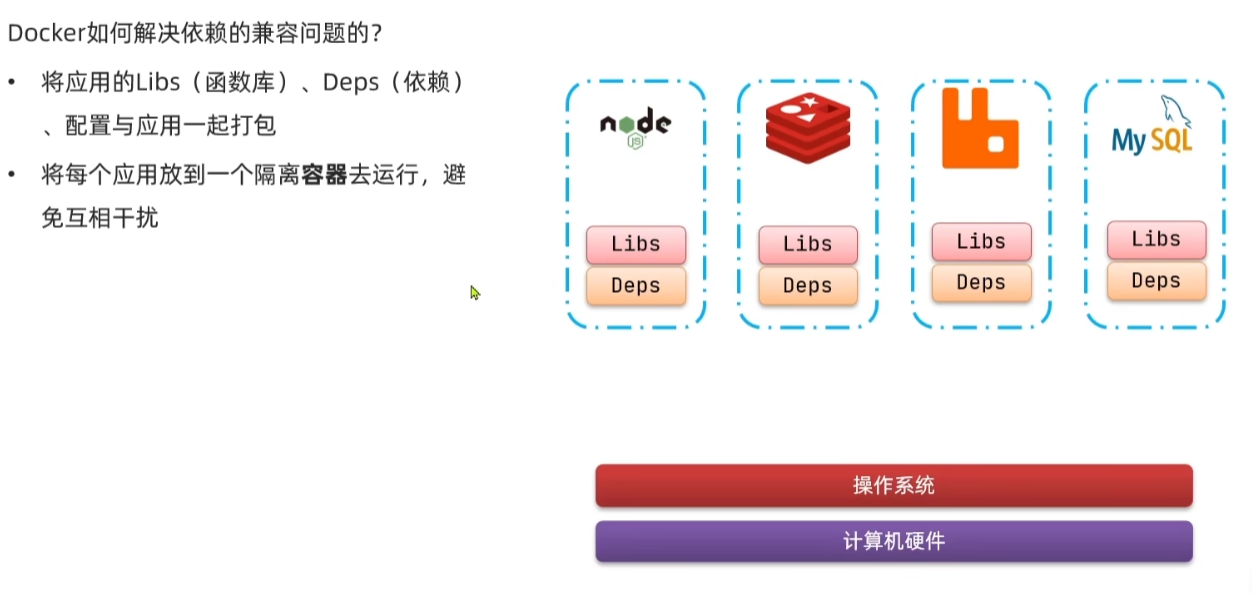 Docker如何解决依赖的兼容问题的?
• 将应用的Libs（函数库）、Deps（依赖）
、配置与应用一起打包
• 将每个应用放到一个隔离容器去运行，避
免互相干扰
node
JS
MySQL
Libs
Deps
Libs
Deps
Libs
Deps
Libs
Deps
操作系统
计算机硬件